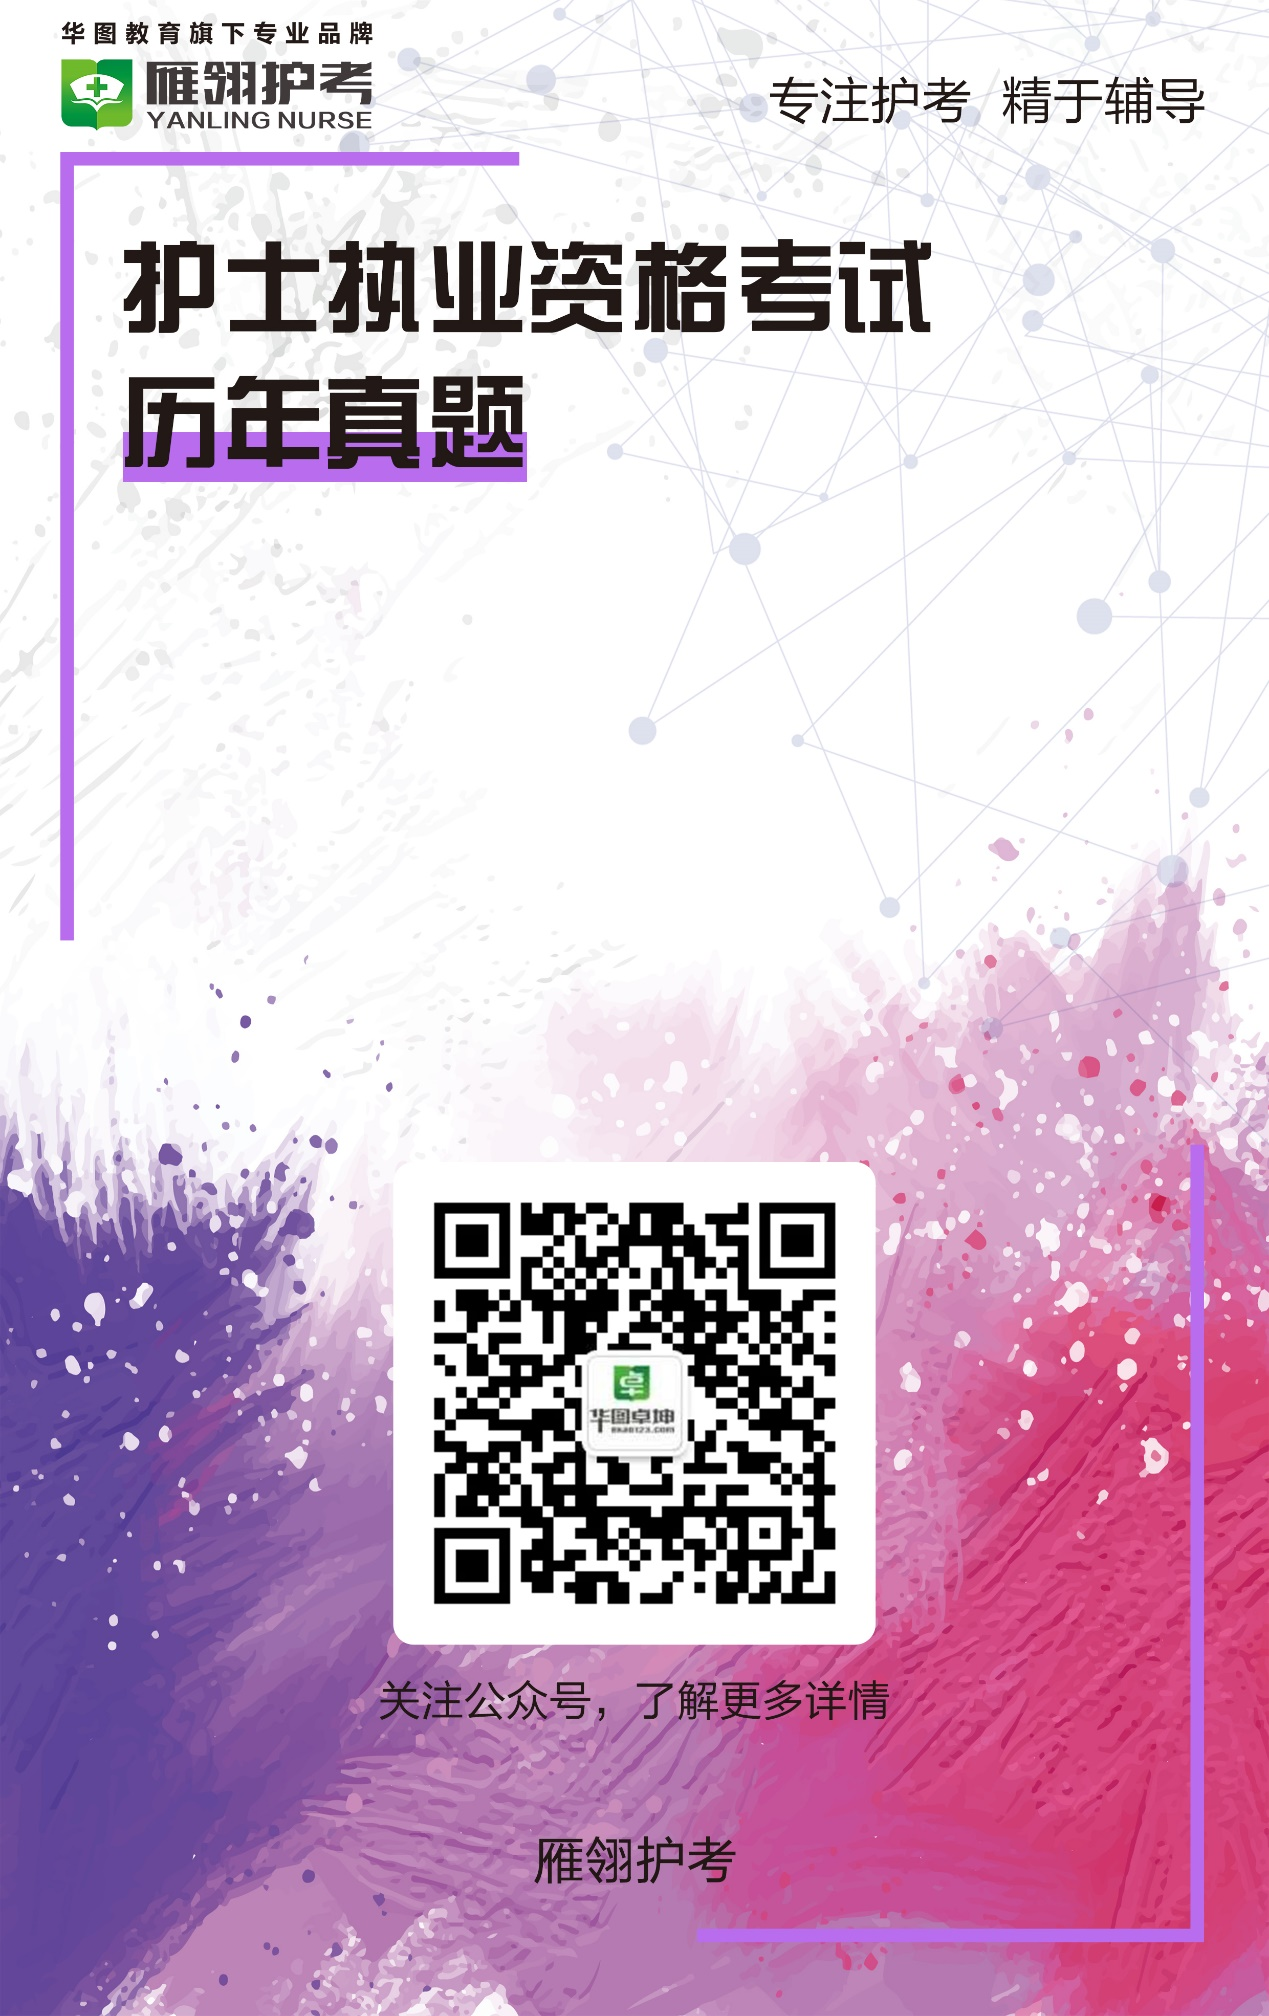 华图教育旗下专业品牌
雁翎护考
YANLING NURSE
专注护考 精于辅导
护士执业资格考试
历年真题
卓
华图卓坤
关注公众号，了解更多详情
雁翎护考